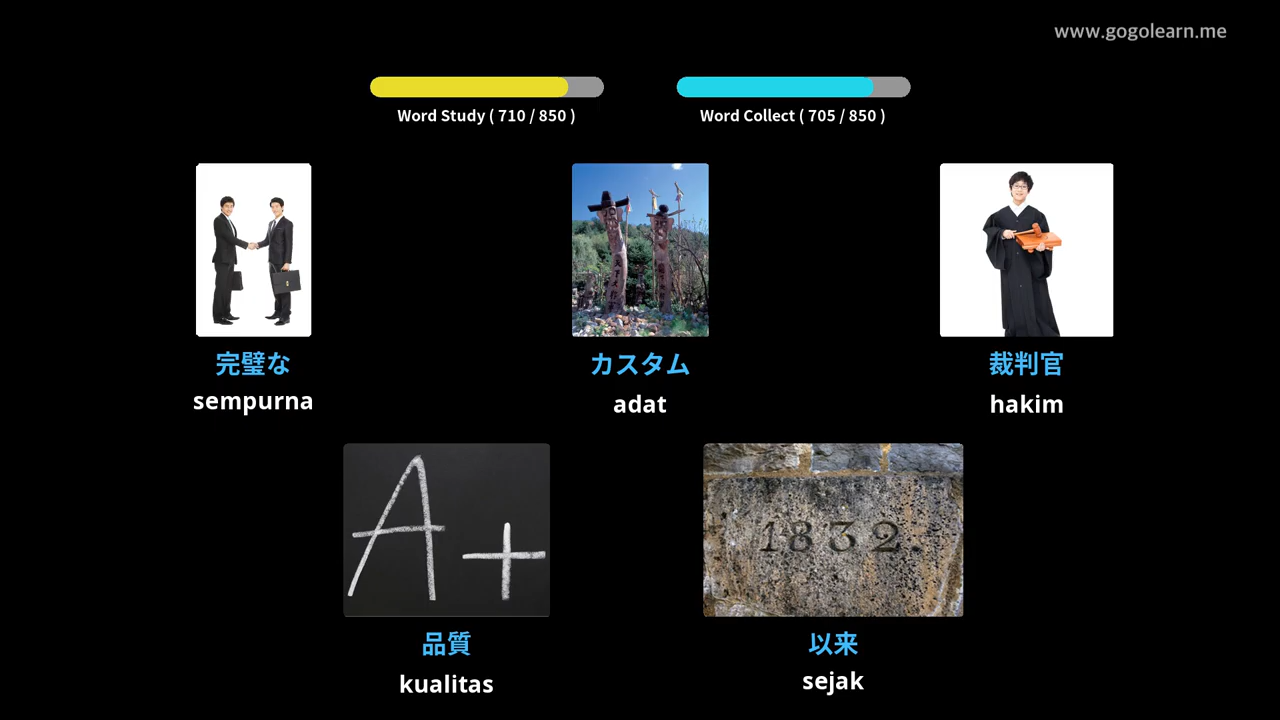 www.gogolearn.me
Word Study ( 710 / 850 )
Word Collect ( 705 / 850 )
完璧な
sempurna
カスタム
adat
裁判官
hakim
A+
1832.
品質
kualitas
以来
sejak